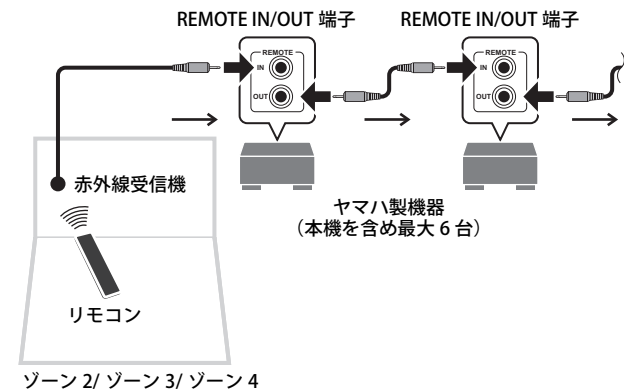 REMOTE IN/OUT 端子
REMOTE IN/OUT 端子
REMOTE
IN
OUT
REMOTE
IN
OUT
赤外線受信機
ヤマハ製機器
（本機を含め最大 6 台）
リモコン
ゾーン 2/ ゾーン 3/ ゾーン 4